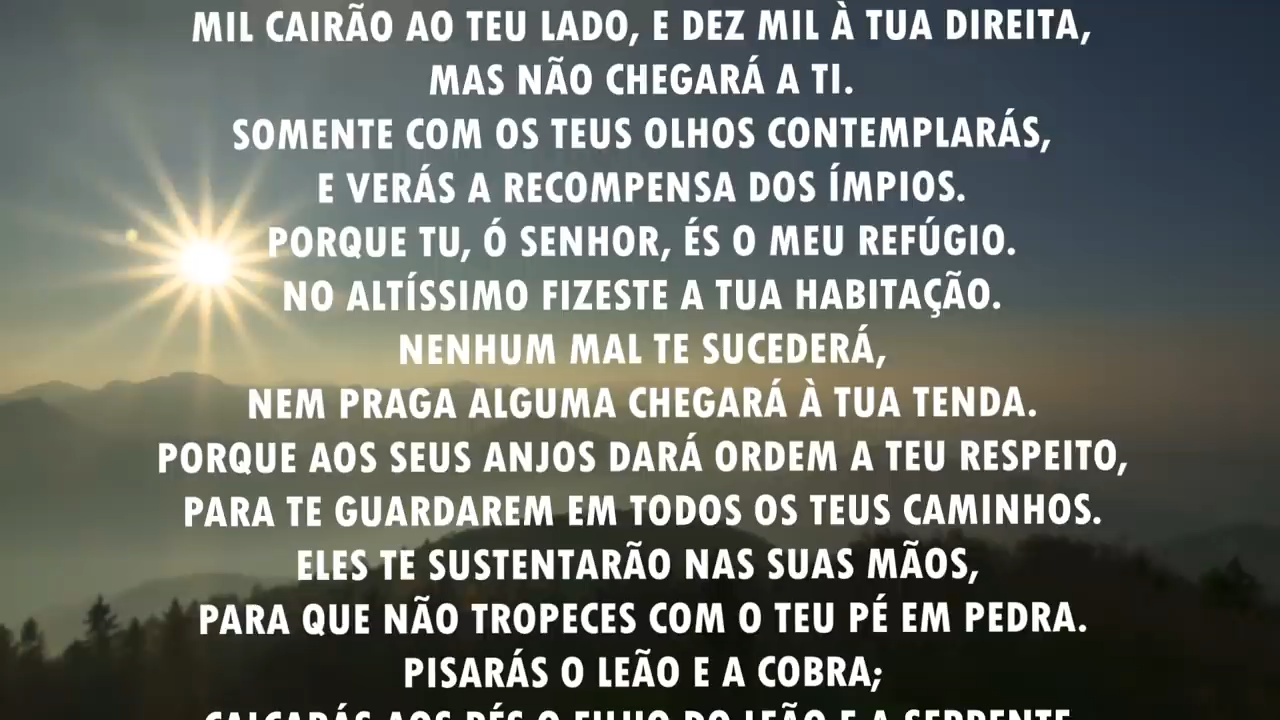 MIL CAIRÃO AO TEU LADO, E DEZ MIL À TUA DIREITA,
MAS NÃO CHEGARÁ A TI.
SOMENTE COM OS TEUS OLHOS CONTEMPLARÁS,
E VERÁS A RECOMPENSA DOS ÍMPIOS.
PORQUE TU, Ó SENHOR, ÉS O MEU REFÚGIO.
NO ALTÍSSIMO FIZESTE A TUA HABITAÇÃO.
NENHUM MAL TE SUCEDERÁ,
NEM PRAGA ALGUMA CHEGARÁ À TUA TENDA.
PORQUE AOS SEUS ANJOS DARÁ ORDEM A TEU RESPEITO,
PARA TE GUARDAREM EM TODOS OS TEUS CAMINHOS.
ELES TE SUSTENTARÃO NAS SUAS MÃOS,
PARA QUE NÃO TROPECES COM O TEU PÉ EM PEDRA.
PISARÁS O LEÃO E A COBRA;
CALCARÁS AOS PÉS O FILHO DO LEÃO E A SERPENTE